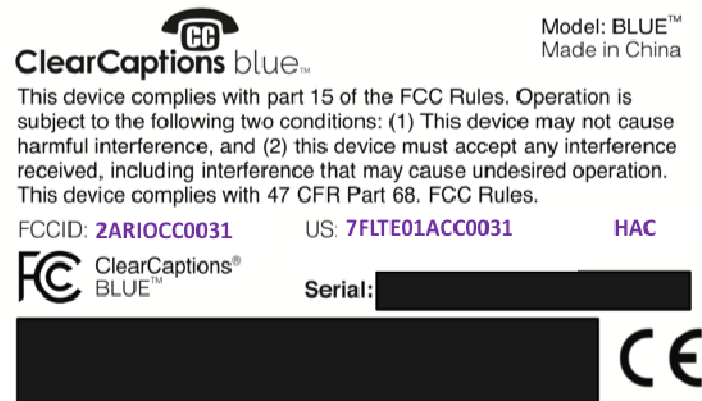 CC
ClearCaptions blue™
Model: BLUE™
Made in China
This device complies with part 15 of the FCC Rules. Operation is
subject to the following two conditions: (1) This device may not cause
harmful interference, and (2) this device must accept any interference
received, including interference that may cause undesired operation.
This device complies with 47 CFR Part 68. FCC Rules.
FCCID: 2ARIOCC0031 US: 7FLTE01ACC0031 HAC
FC ClearCaptions®
BLUE™
Serial:
CE